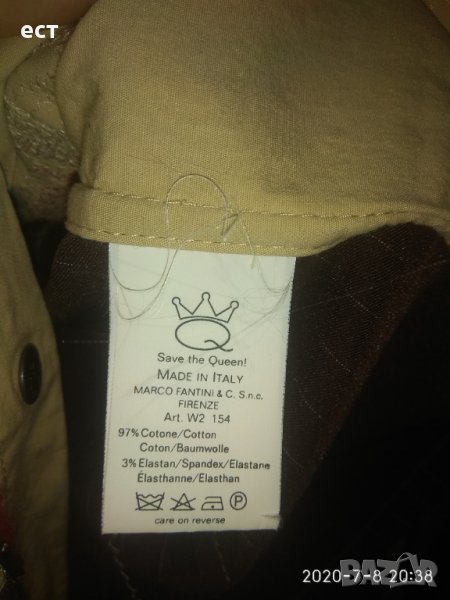 ест
Q
Save the Queen!
MADE IN ITALY
MARCO FANTINI & C. S.n.c.
FIRENZE
Art. W2 154
97% Cotone/Cotton
Coton/Baumwolle
3% Elastan/Spandex/Elastane
Élasthanne/Elasthan
P
care on reverse
2020-7-8 20:38
BAZAR